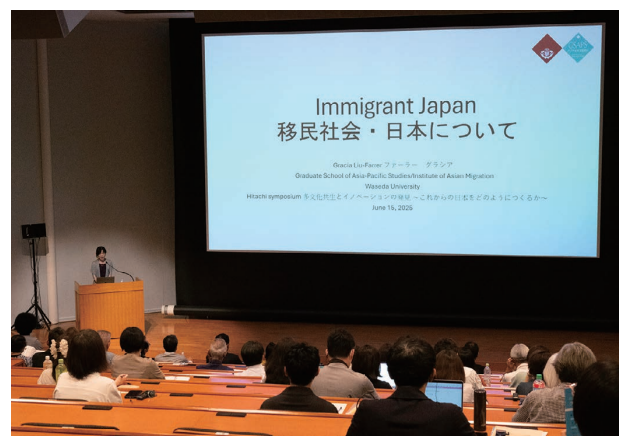 Immigrant Japan
移民社会・日本について
Gracia Liu-Farrer ファーラー グラシア
Graduate School of Asia-Pacific Studies/Institute of Asian Migration
Waseda University
Hitachi symposium 多文化共生とイノベーションの発展 ~これからの日本をどのようにつくるか~
June 15, 2025